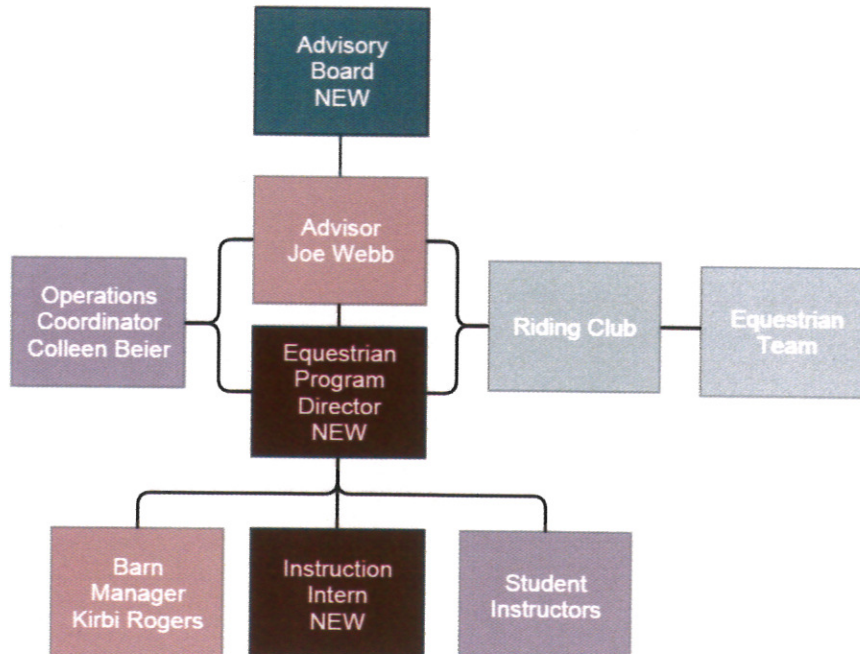 Advisory
Board
NEW
Advisor
Joe Webb
Operations
Coordinator
Colleen Beier
Equestrian
Program
Director
NEW
Riding Club
Equestrian
Team
Barn
Manager
Kirbi Rogers
Instruction
Intern
NEW
Student
Instructors